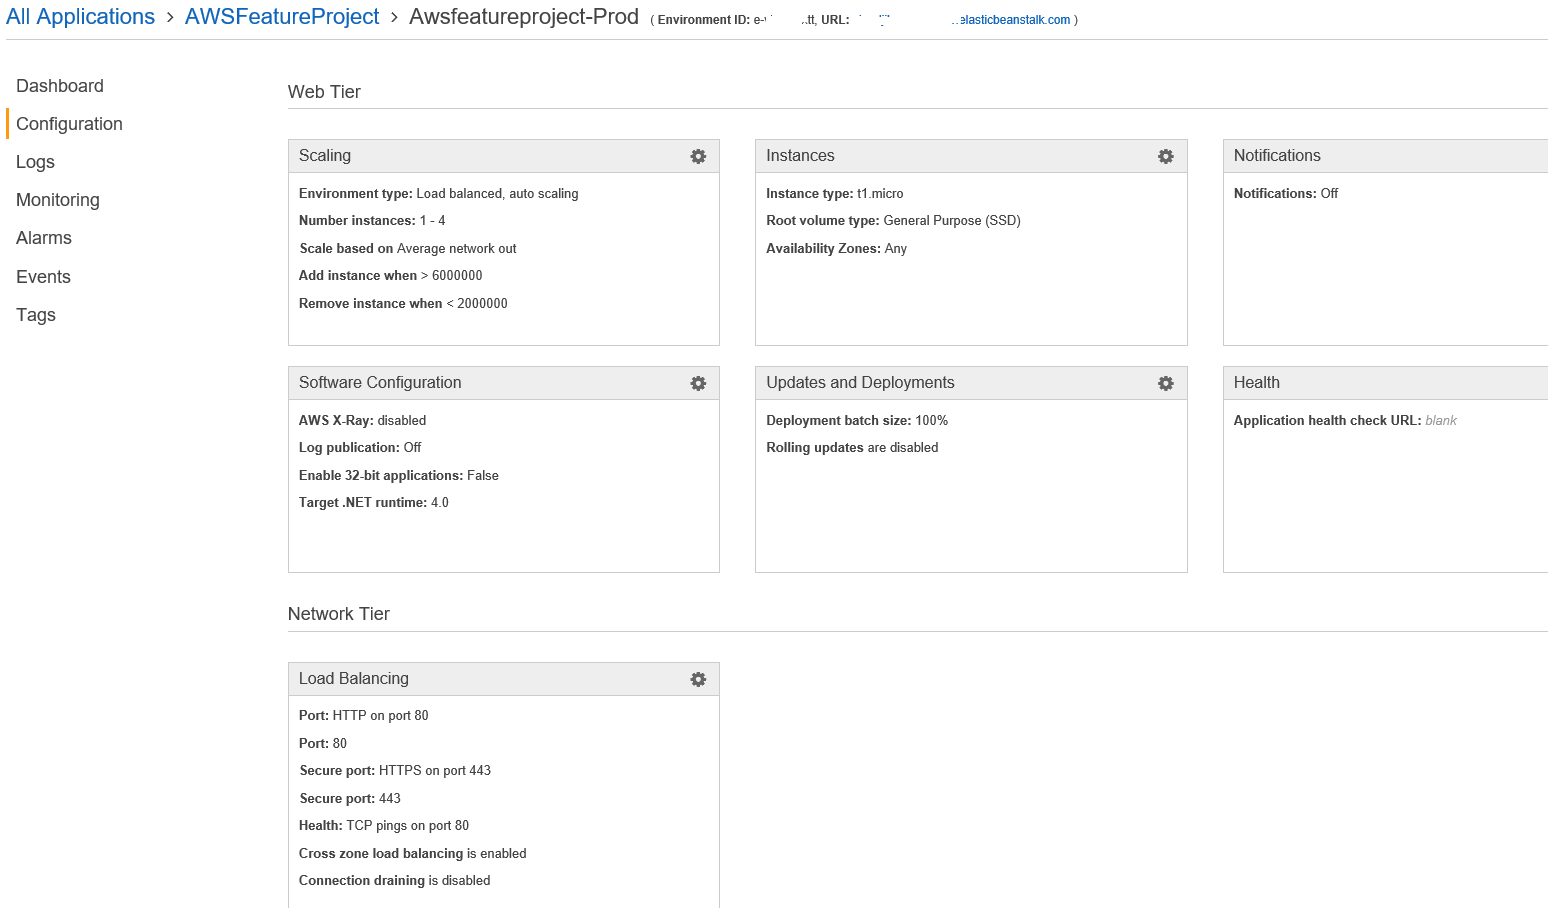 All Applications > AWSFeatureProject > Awsfeatureproject-Prod ( Environment ID: URL: elasticbeanstalk.com )
Dashboard
Configuration
Logs
Monitoring
Alarms
Events
Tags
Web Tier
Scaling
Environment type: Load balanced, auto scaling
Number instances: 1 - 4
Scale based on Average network out
Add instance when > 6000000
Remove instance when < 2000000
Instances
Instance type: t1.micro
Root volume type: General Purpose (SSD)
Availability Zones: Any
Notifications
Notifications: Off
Software Configuration
AWS X-Ray: disabled
Log publication: Off
Enable 32-bit applications: False
Target .NET runtime: 4.0
Updates and Deployments
Deployment batch size: 100%
Rolling updates are disabled
Health
Application health check URL: blank
Network Tier
Load Balancing
Port: HTTP on port 80
Port: 80
Secure port: HTTPS on port 443
Secure port: 443
Health: TCP pings on port 80
Cross zone load balancing is enabled
Connection draining is disabled